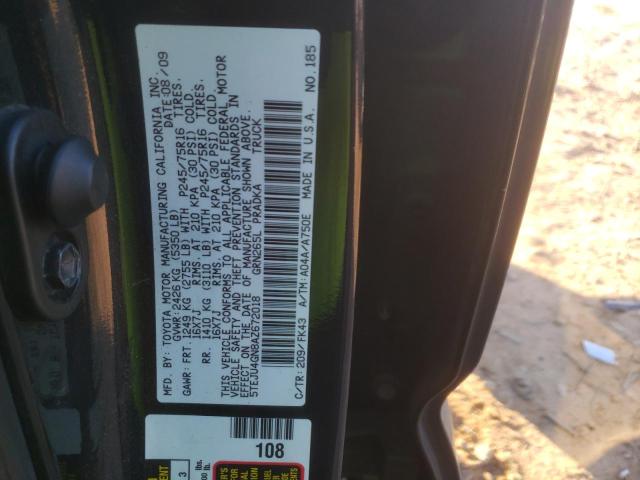 MFD. BY: TOYOTA MOTOR MANUFACTURING CALIFORNIA INC.
DATE: 08/09
GVWR: 2426 KG (5350 LB)
GAWR: FRT. 1249 KG (2755 LB) WITH P245/75R16 TIRES.
16X7J RIMS, AT 210 KPA (30 PSI) COLD.
RR. 1410 KG (3110 LB) WITH P245/75R16 TIRES.
16X7J RIMS, AT 210 KPA (30 PSI) COLD.
THIS VEHICLE CONFORMS TO ALL APPLICABLE FEDERAL MOTOR
VEHICLE SAFETY AND THEFT PREVENTION STANDARDS IN
EFFECT ON THE DATE OF MANUFACTURE SHOWN ABOVE.
5TEJU4GN8AZ672018 GRN265L PRADKA TRUCK
C/TR: 209/FK43 A/TM: A04A/A750E MADE IN U.S.A. NO. 185
108
3
lbs.